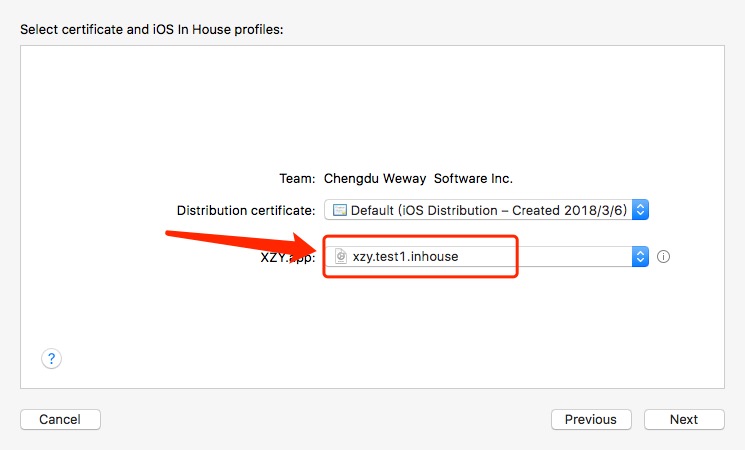 Select certificate and iOS In House profiles:
Team: Chengdu Weway Software Inc.
Distribution certificate: Default (iOS Distribution – Created 2018/3/6)
XZY.app: xzy.test1.inhouse
?
Cancel Previous Next